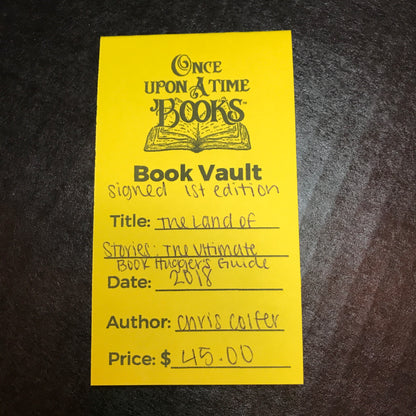 ONCE
UPON A TIME
BOOKS™
Book Vault
signed 1st edition
Title: The Land of
Stories: The Ultimate
Book Hugger's Guide
Date: 2018
Author: Chris Colfer
Price: $ 45.00